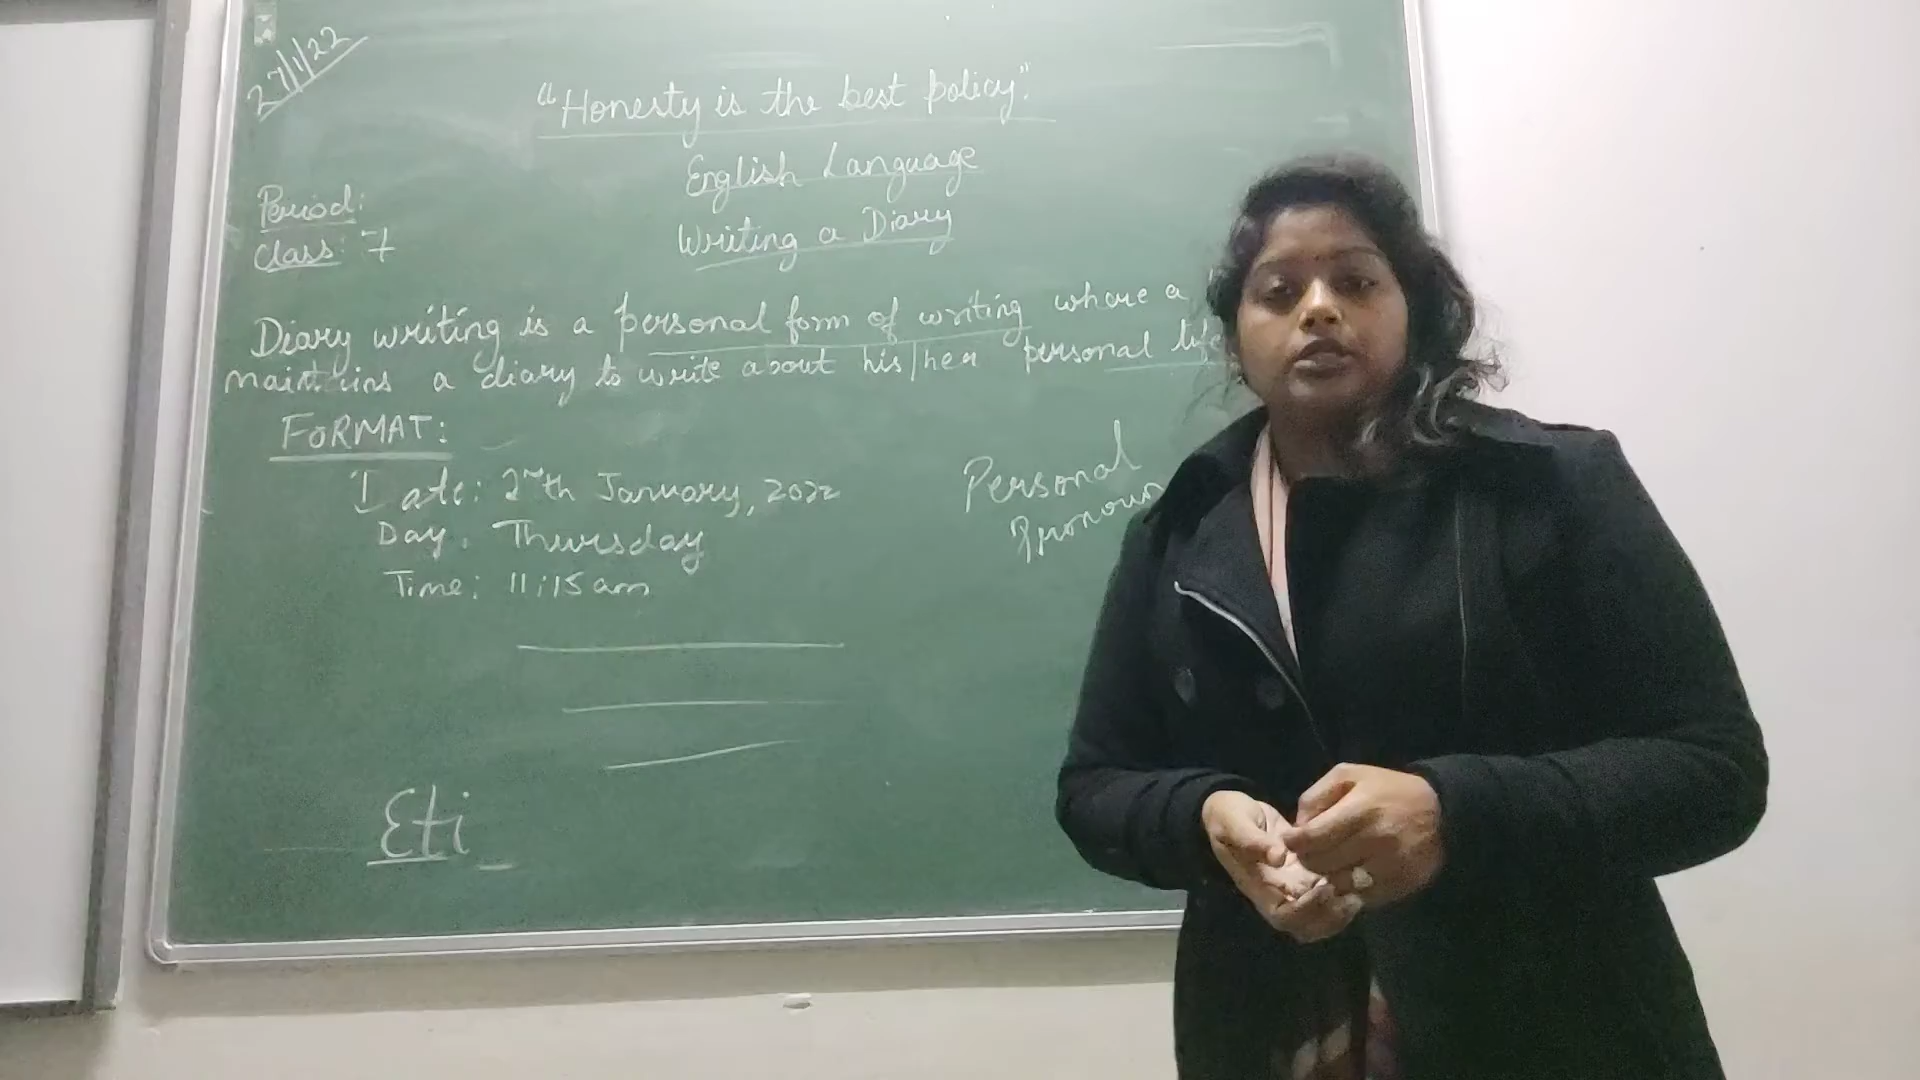 27/1/22
"Honesty is the best policy."
English Language
Writing a Diary
Period:
Class: 7
Diary writing is a personal form of writing where a
maintains a diary to write about his/her personal life
FORMAT:
Date: 27th January, 2022
Day: Thursday
Time: 11:15 am
Personal
Pronoun
Eti